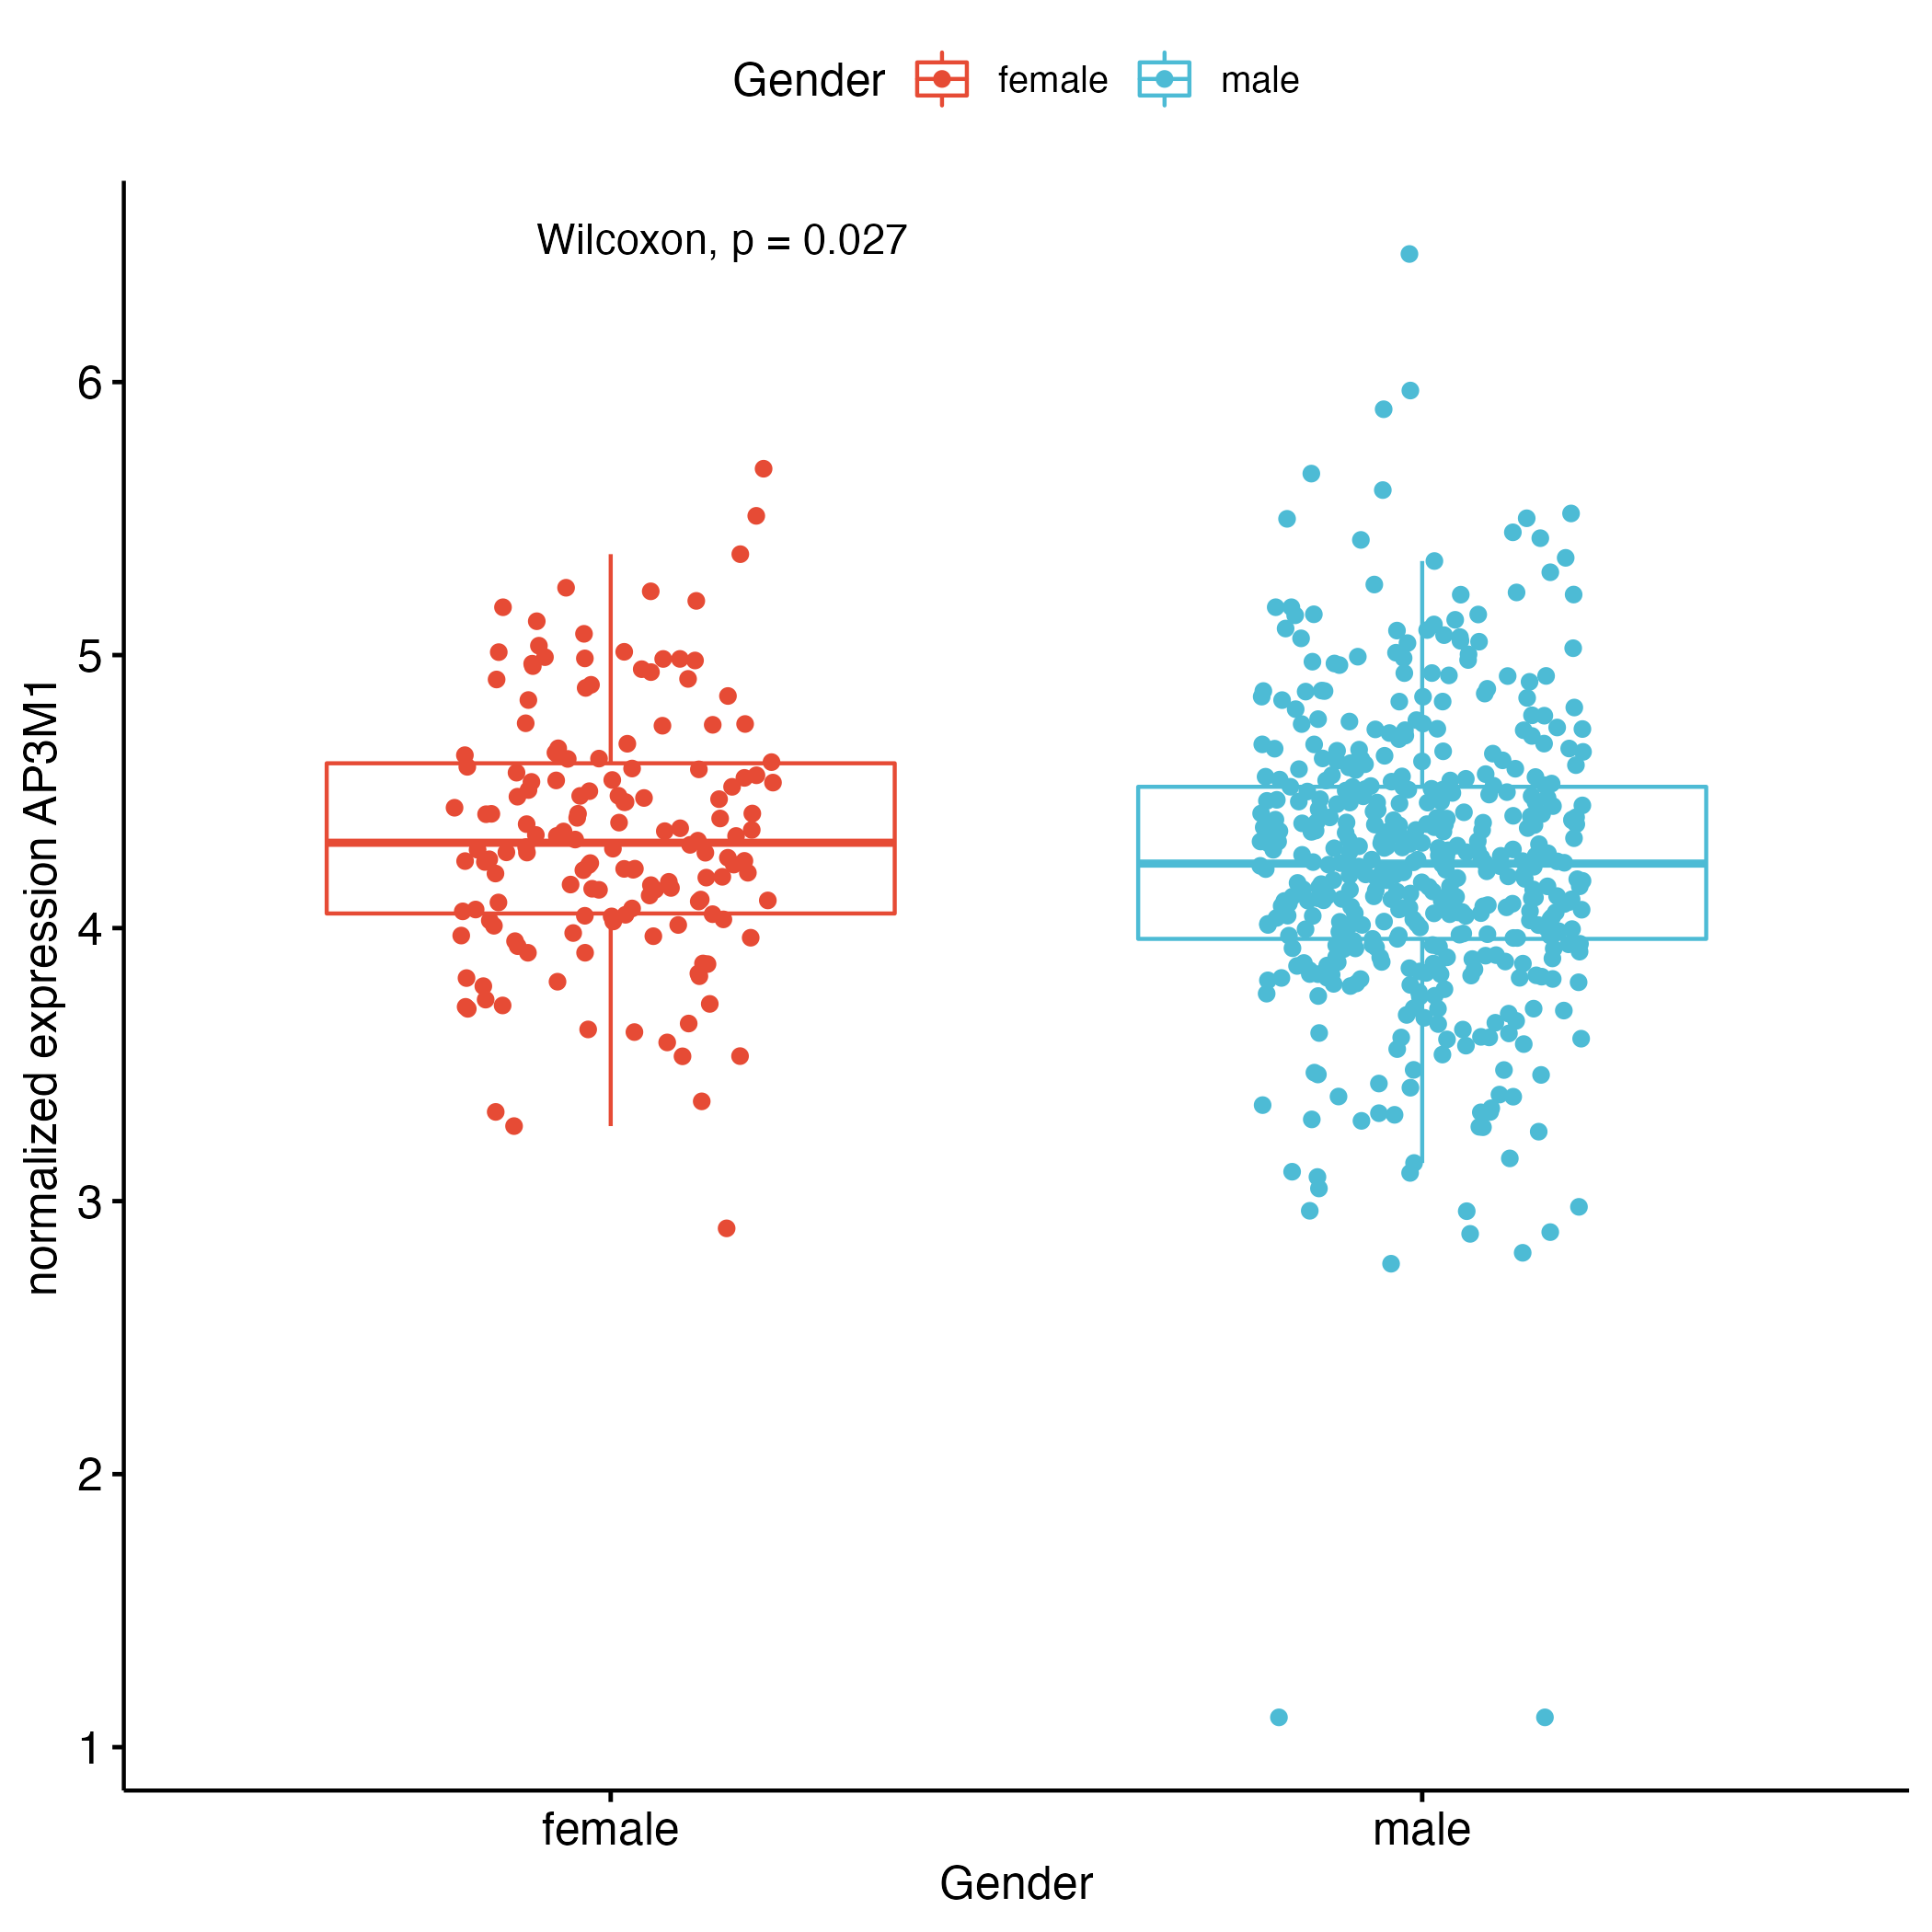 Gender female male
Wilcoxon, p = 0.027
normalized expression AP3M1
6
5
4
3
2
1
female male
Gender